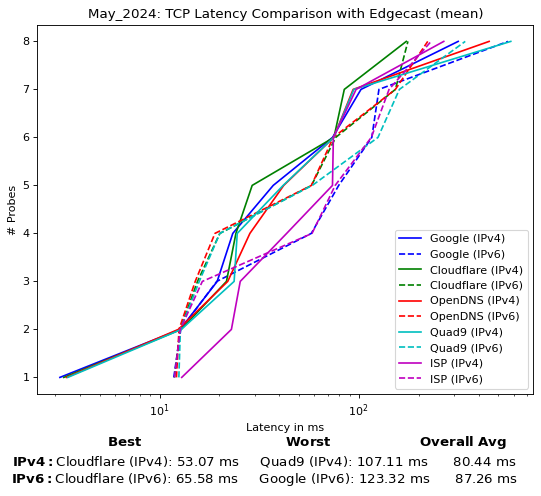 May_2024: TCP Latency Comparison with Edgecast (mean)
8
7
6
5
4
3
2
1
# Probes
Google (IPv4)
Google (IPv6)
Cloudflare (IPv4)
Cloudflare (IPv6)
OpenDNS (IPv4)
OpenDNS (IPv6)
Quad9 (IPv4)
Quad9 (IPv6)
ISP (IPv4)
ISP (IPv6)
10¹ 10²
Latency in ms
Best Worst Overall Avg
IPv4: Cloudflare (IPv4): 53.07 ms Quad9 (IPv4): 107.11 ms 80.44 ms
IPv6: Cloudflare (IPv6): 65.58 ms Google (IPv6): 123.32 ms 87.26 ms